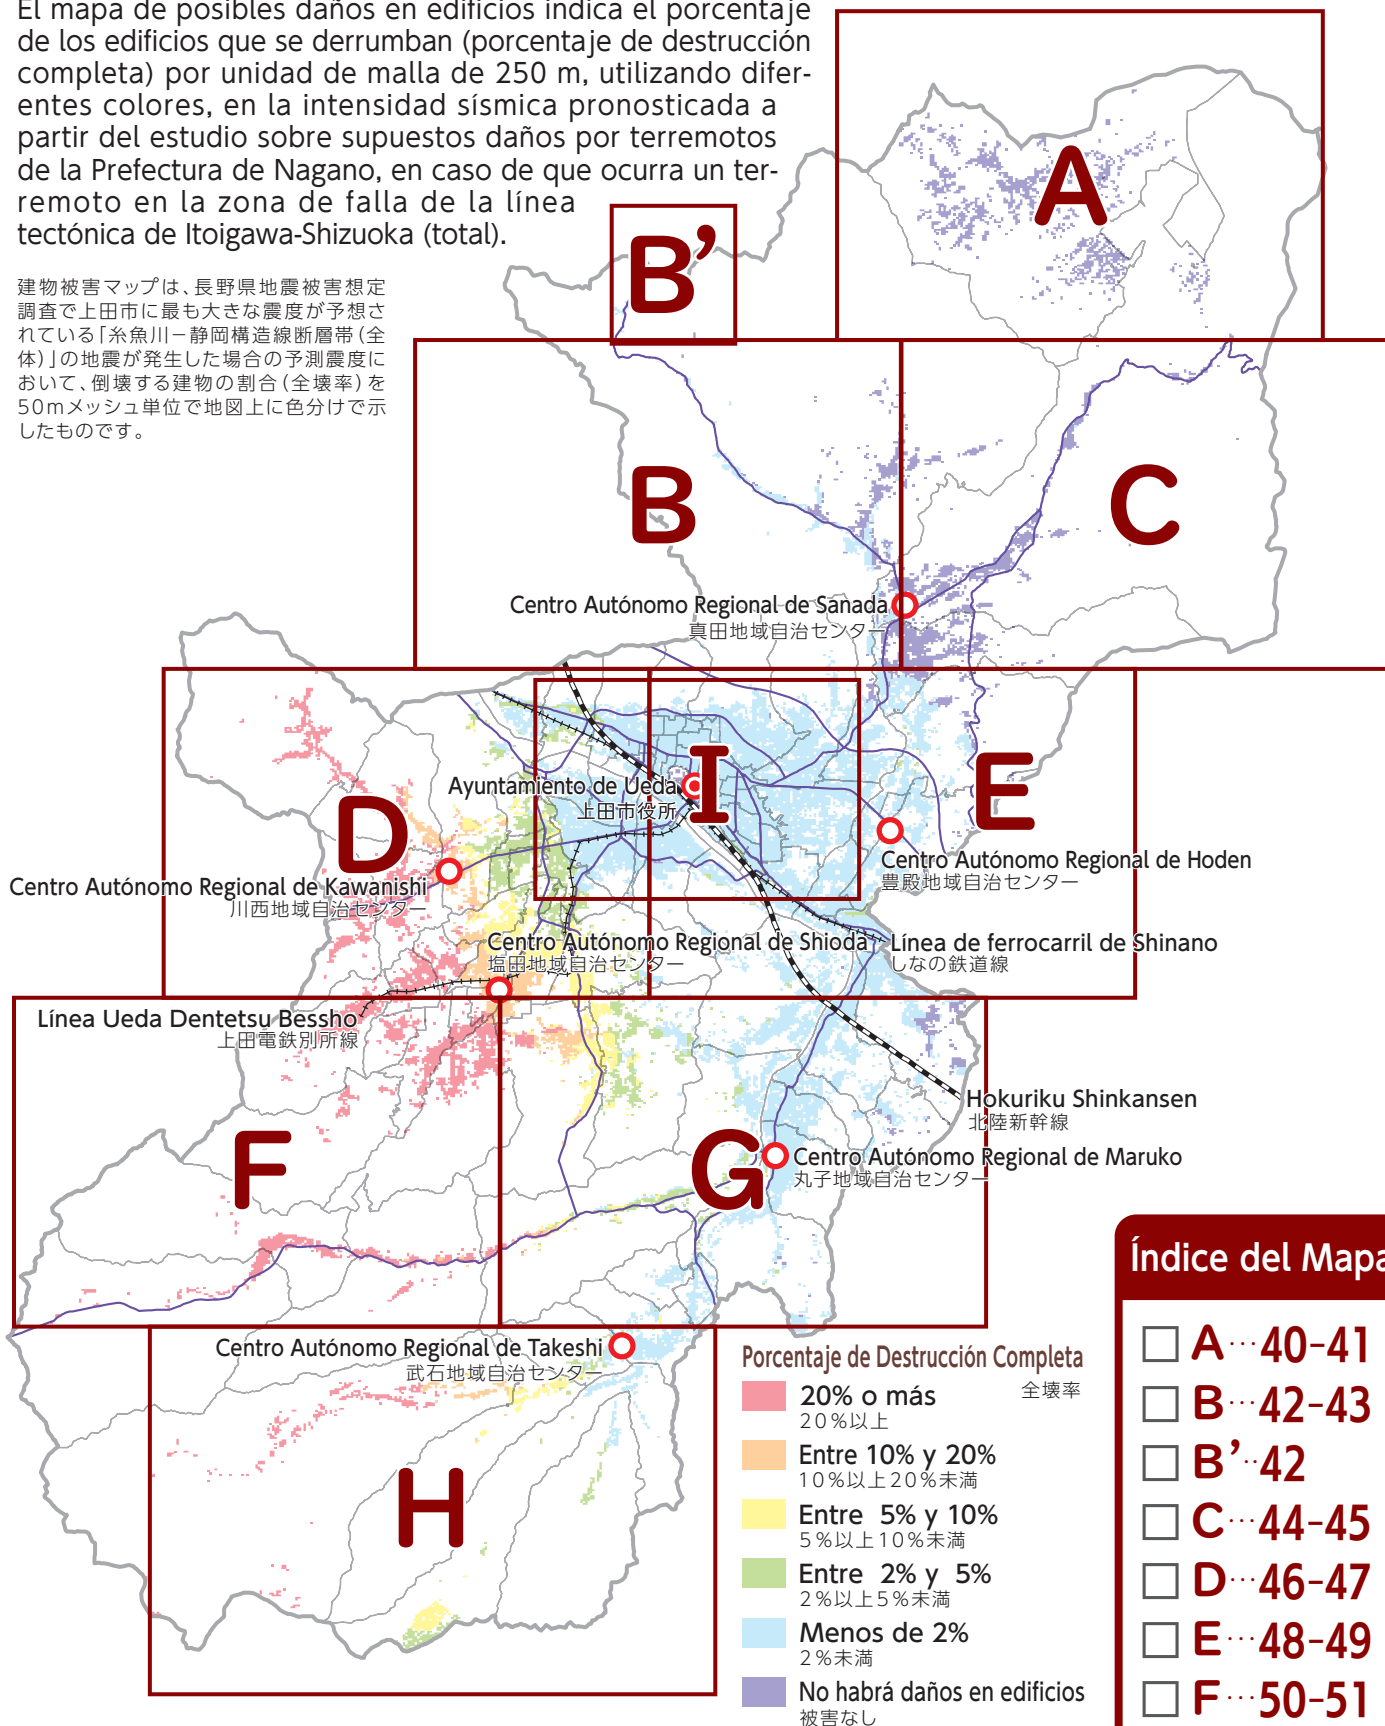 El mapa de posibles daños en edificios indica el porcentaje
de los edificios que se derrumban (porcentaje de destrucción
completa) por unidad de malla de 250 m, utilizando difer-
entes colores, en la intensidad sísmica pronosticada a
partir del estudio sobre supuestos daños por terremotos
de la Prefectura de Nagano, en caso de que ocurra un ter-
remoto en la zona de falla de la línea
tectónica de Itoigawa-Shizuoka (total).
建物被害マップは、長野県地震被害想定
調査で上田市に最も大きな震度が予想さ
れている「糸魚川－静岡構造線断層帯（全
体）」の地震が発生した場合の予測震度に
おいて、倒壊する建物の割合（全壊率）を
50mメッシュ単位で地図上に色分けで示
したものです。
A
B’
B
C
Centro Autónomo Regional de Sanada
真田地域自治センター
I
E
D
Ayuntamiento de Ueda
上田市役所
Centro Autónomo Regional de Hoden
豊殿地域自治センター
Centro Autónomo Regional de Kawanishi
川西地域自治センター
Centro Autónomo Regional de Shioda
塩田地域自治センター
Línea de ferrocarril de Shinano
しなの鉄道線
Línea Ueda Dentetsu Bessho
上田電鉄別所線
Hokuriku Shinkansen
北陸新幹線
F
G
Centro Autónomo Regional de Maruko
丸子地域自治センター
Centro Autónomo Regional de Takeshi
武石地域自治センター
H
Porcentaje de Destrucción Completa
全壊率
20% o más
20%以上
Entre 10% y 20%
10%以上20%未満
Entre 5% y 10%
5%以上10%未満
Entre 2% y 5%
2%以上5%未満
Menos de 2%
2%未満
No habrá daños en edificios
被害なし
Índice del Mapa
A…40-41
B…42-43
B’‥42
C…44-45
D…46-47
E…48-49
F…50-51